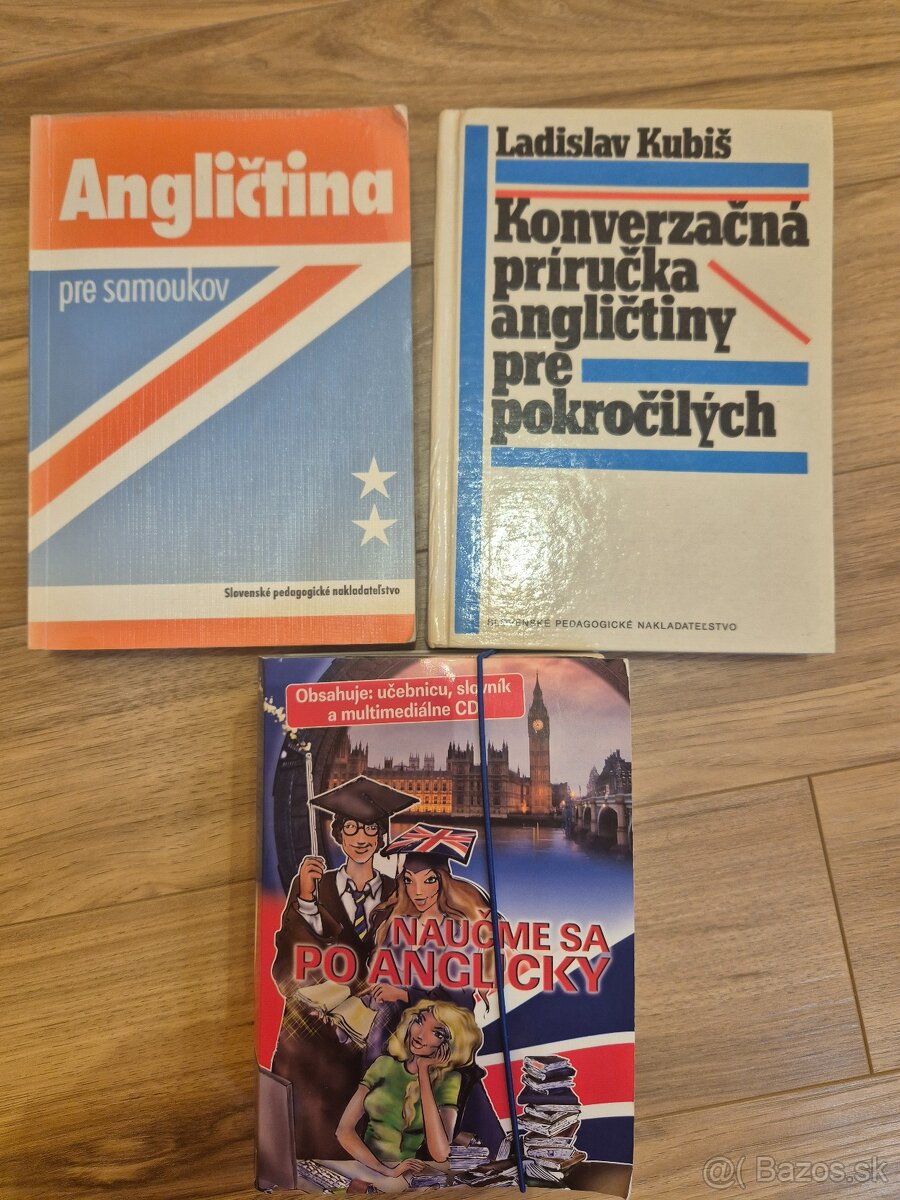 Angličtina
pre samoukov
Slovenské pedagogické nakladateľstvo
Ladislav Kubiš
Konverzačná
príručka
angličtiny
pre
pokročilých
SLOVENSKÉ PEDAGOGICKÉ NAKLADATEĽSTVO
Obsahuje: učebnicu, slovník
a multimediálne CD
NAUČME SA
PO ANGLICKY
@( Bazos.sk